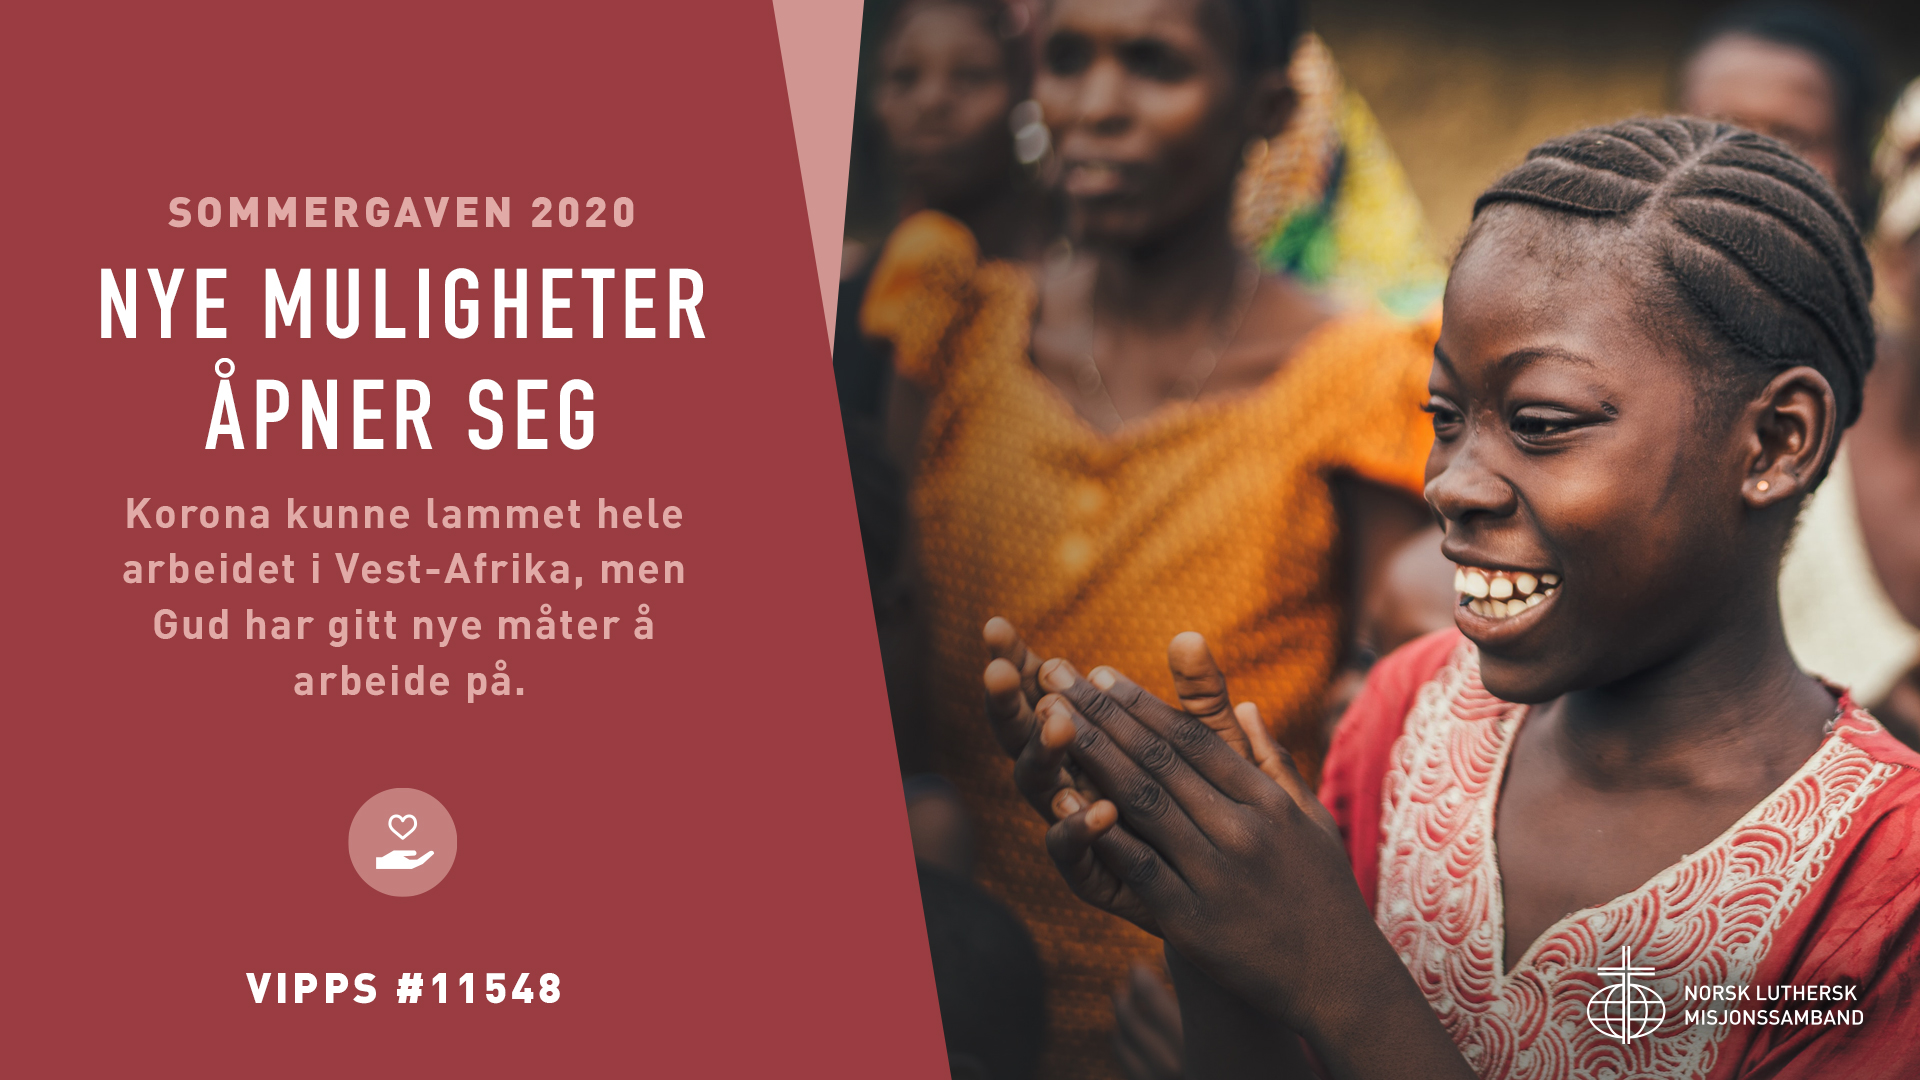 SOMMERGAVEN 2020
NYE MULIGHETER
ÅPNER SEG
Korona kunne lammet hele
arbeidet i Vest-Afrika, men
Gud har gitt nye måter å
arbeide på.
VIPPS #11548
NORSK LUTHERSK
MISJONSSAMBAND